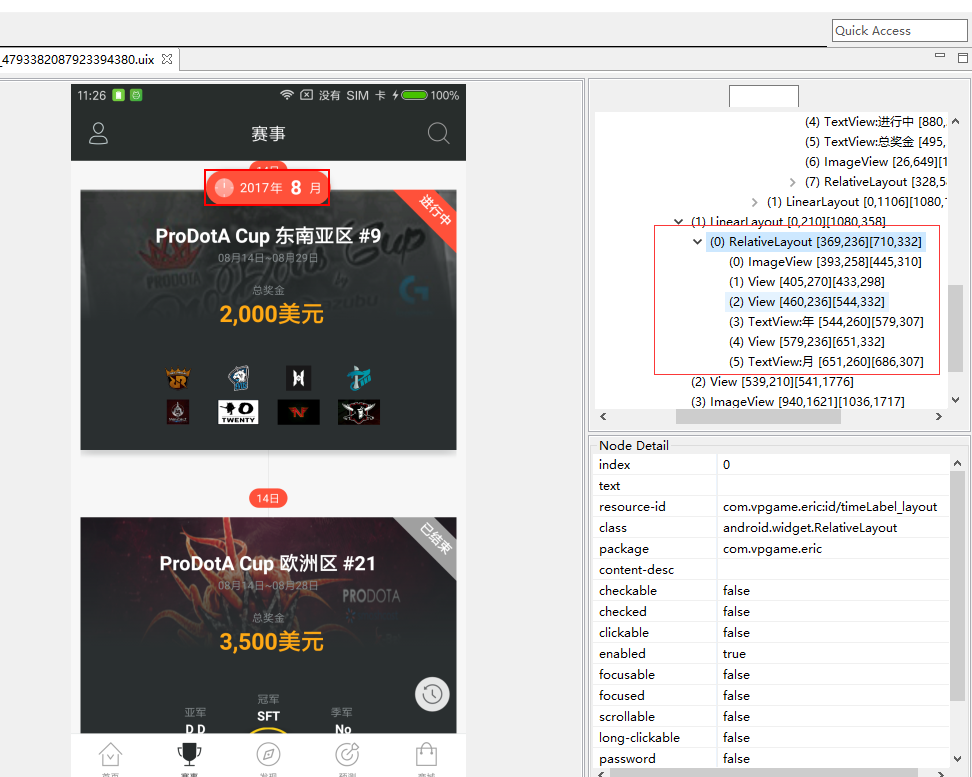 Quick Access
_4793382087923394380.uix
11:26
没有 SIM 卡
100%
赛事
14日
2017年 8 月
进行中
ProDotA Cup 东南亚区 #9
08月14日~08月29日
总奖金
2,000美元
TWENTY
14日
已结束
ProDotA Cup 欧洲区 #21
08月14日~08月28日
PRODOTA
总奖金
3,500美元
冠军
亚军
SFT
季军
D D
No
(4) TextView:进行中 [880,
(5) TextView:总奖金 [495,
(6) ImageView [26,649][1
(7) RelativeLayout [328,5
(1) LinearLayout [0,1106][1080,
(1) LinearLayout [0,210][1080,358]
(0) RelativeLayout [369,236][710,332]
(0) ImageView [393,258][445,310]
(1) View [405,270][433,298]
(2) View [460,236][544,332]
(3) TextView:年 [544,260][579,307]
(4) View [579,236][651,332]
(5) TextView:月 [651,260][686,307]
(2) View [539,210][541,1776]
(3) ImageView [940,1621][1036,1717]
Node Detail
index 0
text
resource-id com.vpgame.eric:id/timeLabel_layout
class android.widget.RelativeLayout
package com.vpgame.eric
content-desc
checkable false
checked false
clickable false
enabled true
focusable false
focused false
scrollable false
long-clickable false
password false